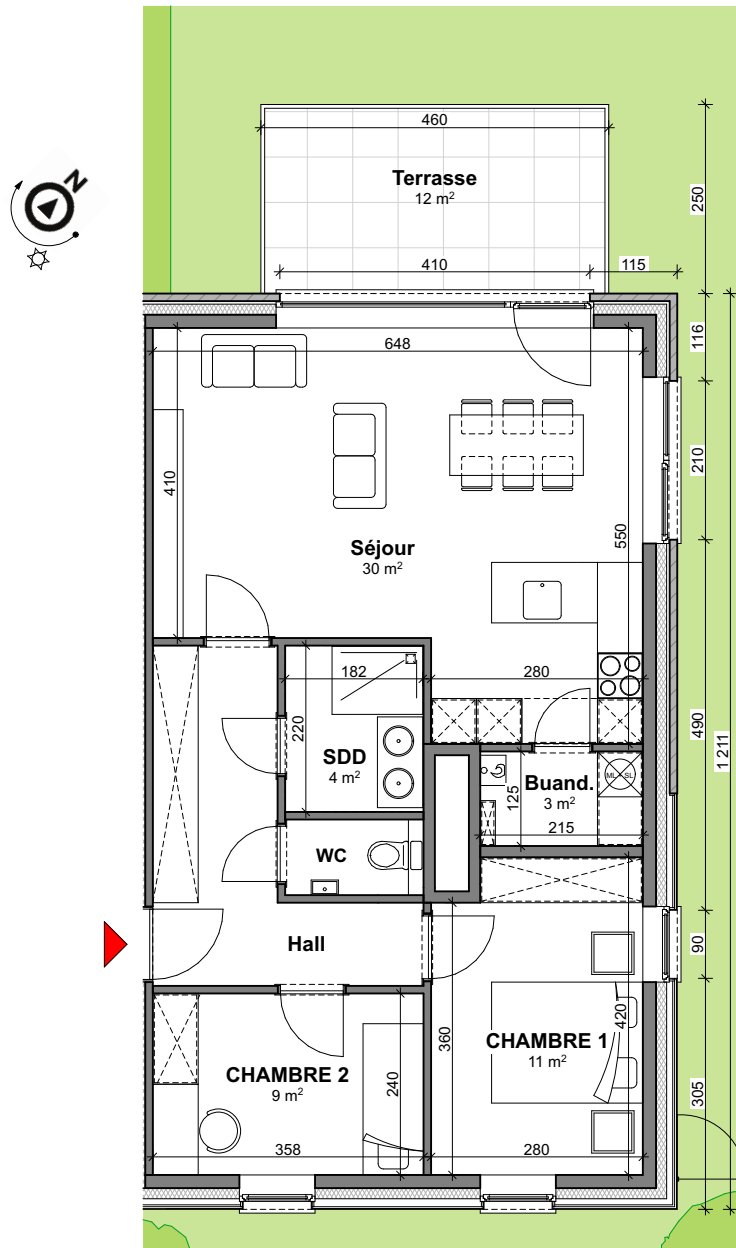 460
Terrasse
12 m²
N
250
410
115
648
116
410
210
Séjour
30 m²
550
182
280
220
SDD
4 m²
490
1 211
Buand.
3 m²
ML
SL
125
215
WC
Hall
90
360
420
CHAMBRE 1
11 m²
CHAMBRE 2
9 m²
240
305
358
280